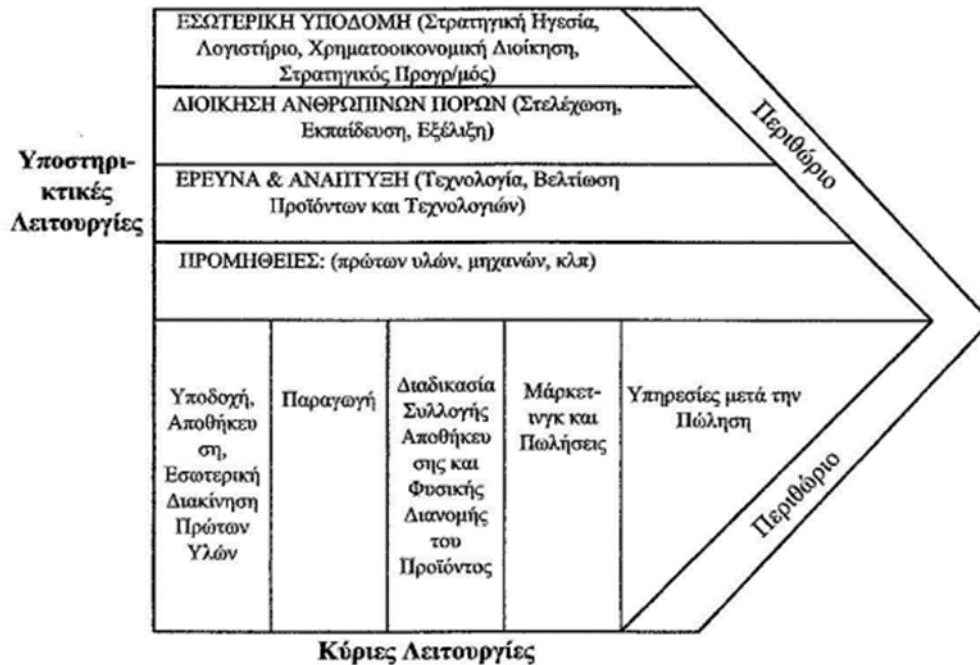 ΕΣΩΤΕΡΙΚΗ ΥΠΟΔΟΜΗ (Στρατηγική Ηγεσία,
Λογιστήριο, Χρηματοοικονομική Διοίκηση,
Στρατηγικός Προγρ/μός)
ΔΙΟΙΚΗΣΗ ΑΝΘΡΩΠΙΝΩΝ ΠΟΡΩΝ (Στελέχωση,
Εκπαίδευση, Εξέλιξη)
Υποστηρι-
κτικές
Λειτουργίες
ΕΡΕΥΝΑ & ΑΝΑΠΤΥΞΗ (Τεχνολογία, Βελτίωση
Προϊόντων και Τεχνολογιών)
ΠΡΟΜΗΘΕΙΕΣ: (πρώτων υλών, μηχανών, κλπ)
Περιθώριο
Υποδοχή,
Αποθήκευ
ση,
Εσωτερική
Διακίνηση
Πρώτων
Υλών
Παραγωγή
Διαδικασία
Συλλογής
Αποθήκευ
σης και
Φυσικής
Διανομής
του
Προϊόντος
Μάρκετ-
ινγκ και
Πωλήσεις
Υπηρεσίες μετά την
Πώληση
Περιθώριο
Κύριες Λειτουργίες